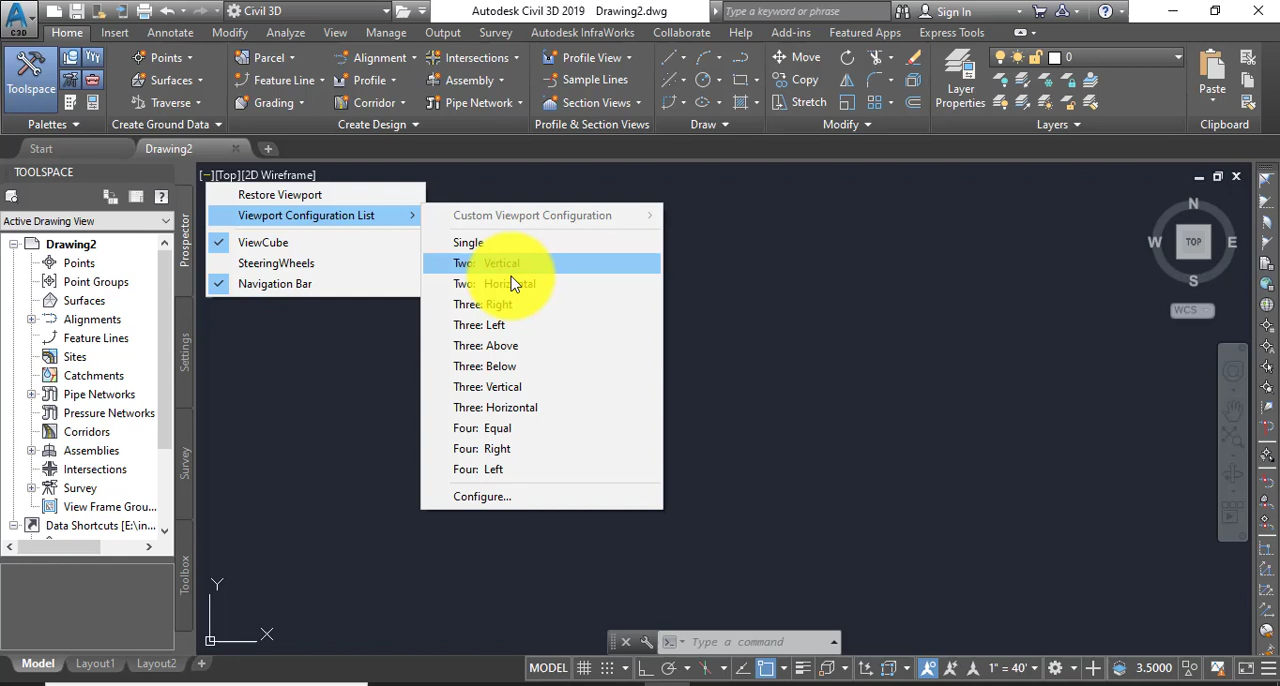 Civil 3D
Autodesk Civil 3D 2019 Drawing2.dwg
Type a keyword or phrase
Sign In
C3D
Home Insert Annotate Modify Analyze View Manage Output Survey Autodesk InfraWorks Collaborate Help Add-ins Featured Apps Express Tools
Toolspace
Points
Surfaces
Traverse
Parcel
Feature Line
Grading
Alignment
Profile
Corridor
Intersections
Assembly
Pipe Network
Profile View
Sample Lines
Section Views
Move
Copy
Stretch
Layer
Properties
0
Paste
Palettes Create Ground Data Create Design Profile & Section Views Draw Modify Layers Clipboard
Start Drawing2
TOOLSPACE
Active Drawing View
Drawing2
Points
Point Groups
Surfaces
Alignments
Feature Lines
Sites
Catchments
Pipe Networks
Pressure Networks
Corridors
Assemblies
Intersections
Survey
View Frame Grou...
Data Shortcuts [E:\in...
Prospector
Settings
Survey
Toolbox
[−][Top][2D Wireframe]
Restore Viewport
Viewport Configuration List
ViewCube
SteeringWheels
Navigation Bar
Custom Viewport Configuration
Single
Two: Vertical
Two: Horizontal
Three: Right
Three: Left
Three: Above
Three: Below
Three: Vertical
Three: Horizontal
Four: Equal
Four: Right
Four: Left
Configure...
N
W TOP E
S
WCS
Y
X
Type a command
Model Layout1 Layout2
MODEL
1" = 40'
3.5000